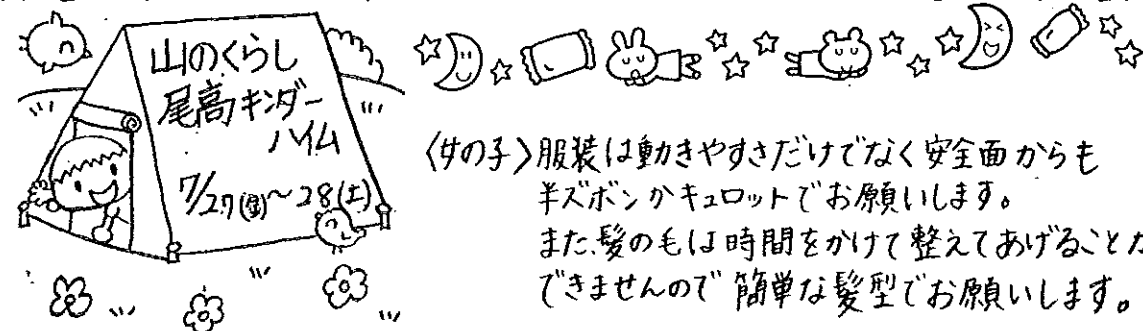 山のくらし
尾高キンダー
ハイム
7/27(金)～28(土)
〈女の子〉服装は動きやすさだけでなく安全面からも
半ズボンかキュロットでお願いします。
また、髪の毛は時間をかけて整えてあげることが
できませんので簡単な髪型でお願いします。